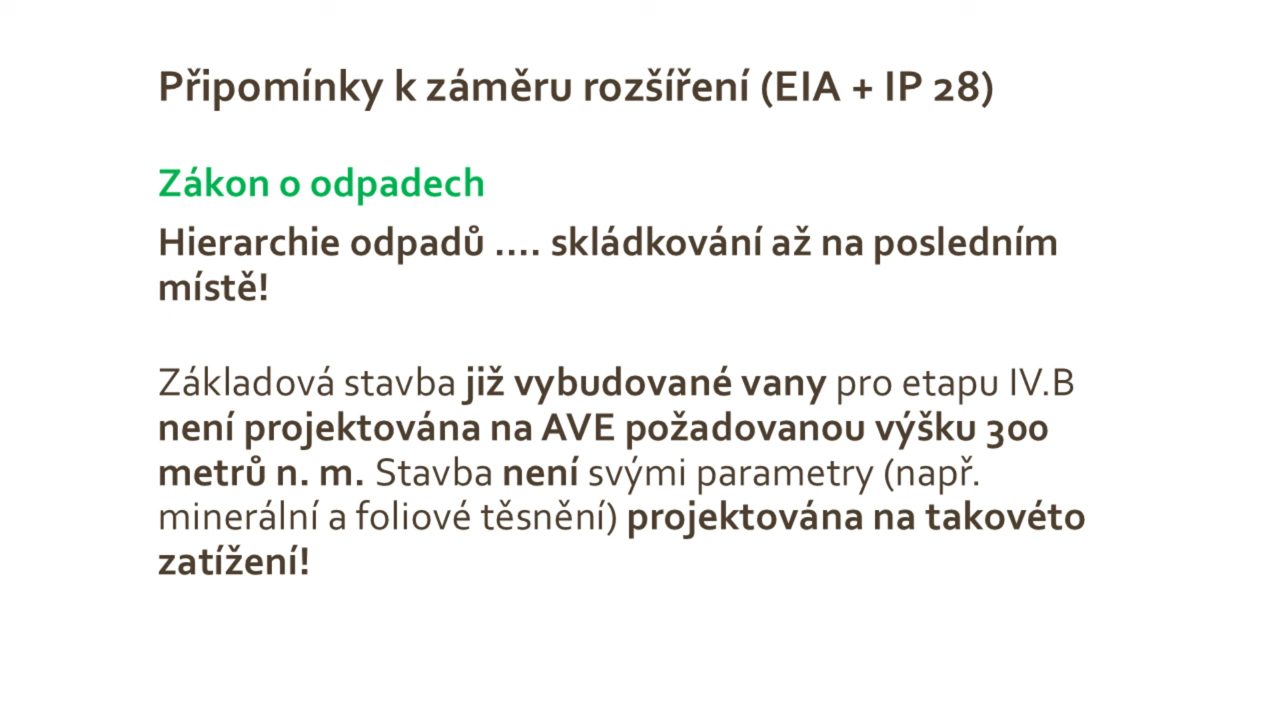 Připomínky k záměru rozšíření (EIA + IP 28)
Zákon o odpadech
Hierarchie odpadů .... skládkování až na posledním
místě!
Základová stavba již vybudované vany pro etapu IV.B
není projektována na AVE požadovanou výšku 300
metrů n. m. Stavba není svými parametry (např.
minerální a foliové těsnění) projektována na takovéto
zatížení!